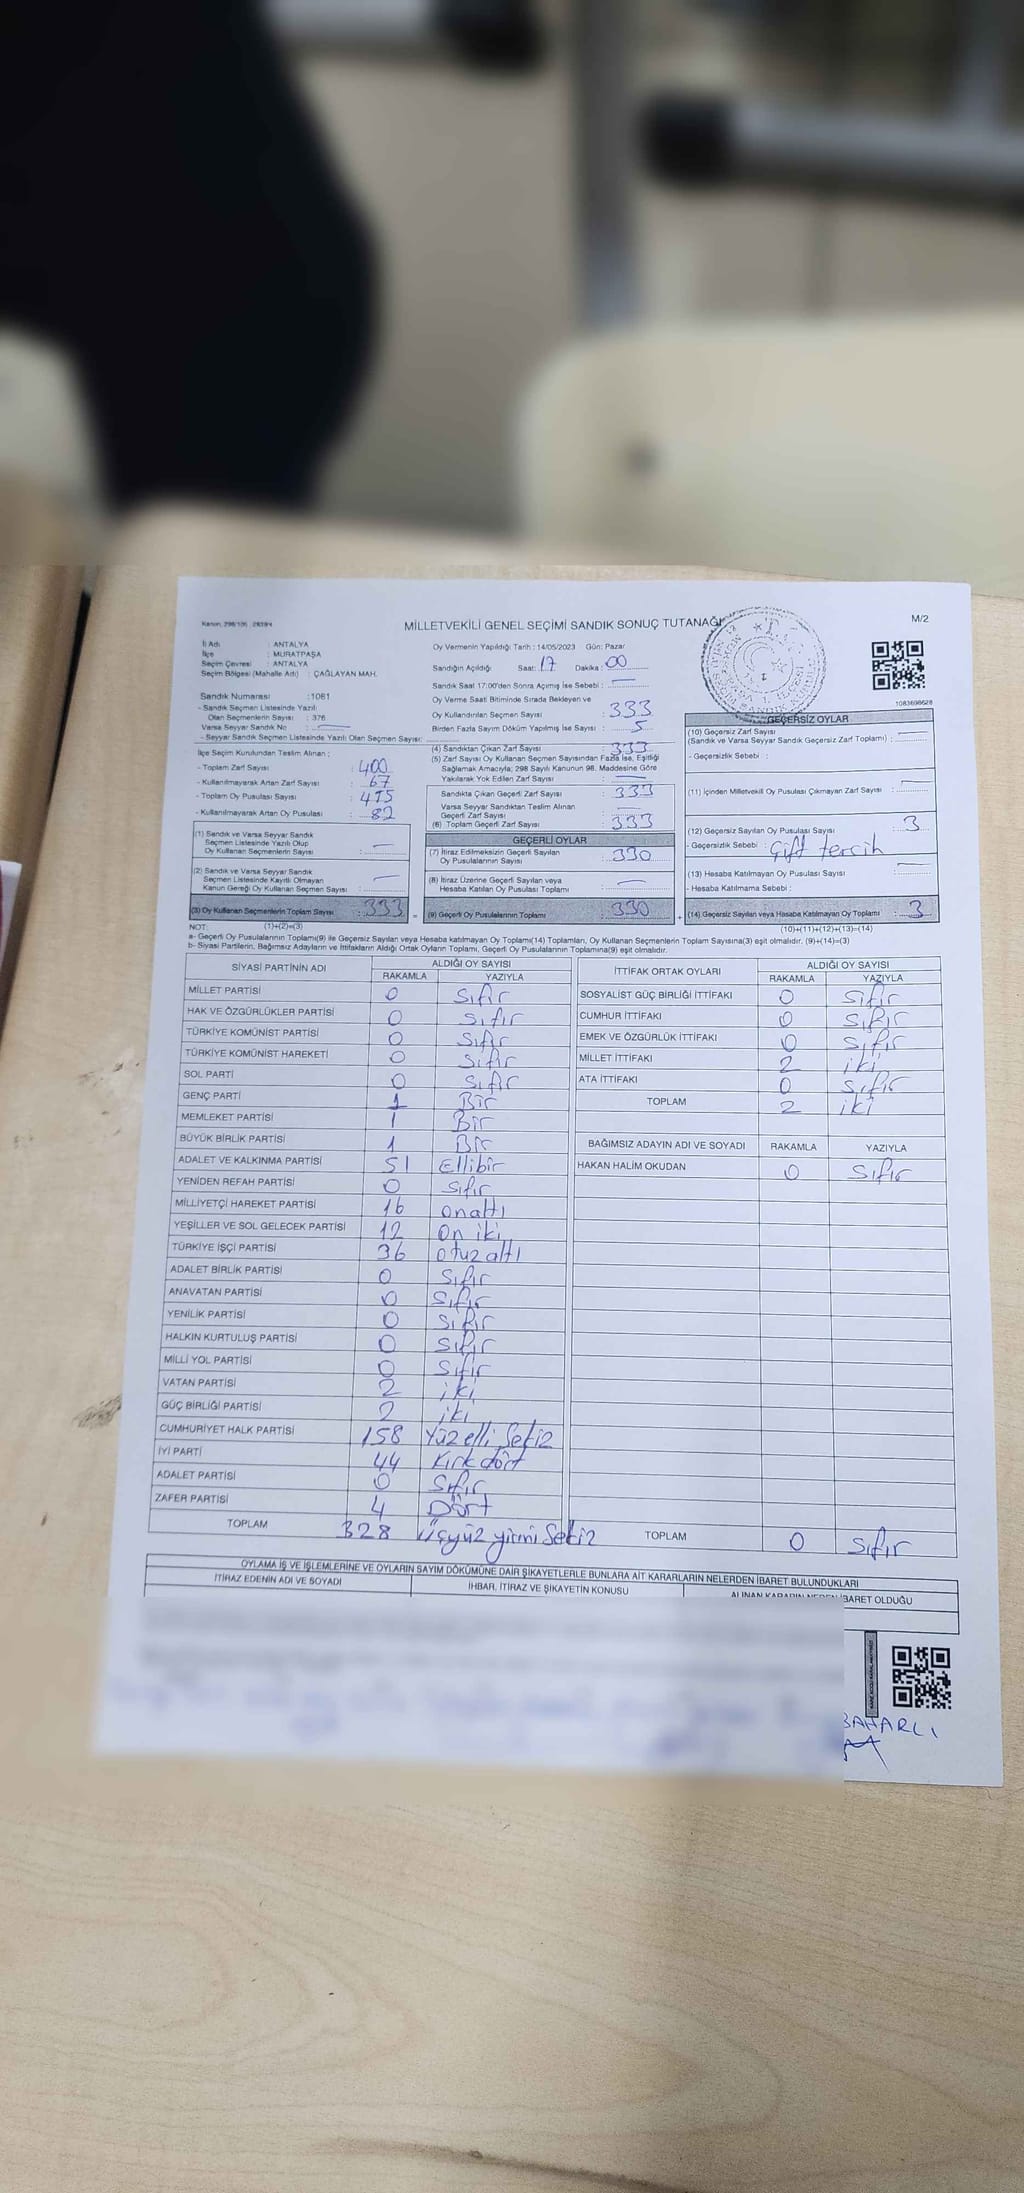 Kanun, 298/105 - 2839/4
MİLLETVEKİLİ GENEL SEÇİMİ SANDIK SONUÇ TUTANAĞI
M/2
İl Adı : ANTALYA
İlçe : MURATPAŞA
Seçim Çevresi : ANTALYA
Seçim Bölgesi (Mahalle Adı) : ÇAĞLAYAN MAH.
Sandık Numarası :1061
- Sandık Seçmen Listesinde Yazılı
Olan Seçmenlerin Sayısı : 376
Varsa Seyyar Sandık No
- Seyyar Sandık Seçmen Listesinde Yazılı Olan Seçmen Sayısı:
İlçe Seçim Kurulundan Teslim Alınan ;
- Toplam Zarf Sayısı : 400
- Kullanılmayarak Artan Zarf Sayısı : 67
- Toplam Oy Pusulası Sayısı : 415
- Kullanılmayarak Artan Oy Pusulası : 82
(1) Sandık ve Varsa Seyyar Sandık
Seçmen Listesinde Yazılı Olup
Oy Kullanan Seçmenlerin Sayısı : —
(2) Sandık ve Varsa Seyyar Sandık
Seçmen Listesinde Kayıtlı Olmayan
Kanun Gereği Oy Kullanan Seçmen Sayısı : —
(3) Oy Kullanan Seçmenlerin Toplam Sayısı : 333
Oy Vermenin Yapıldığı Tarih : 14/05/2023 Gün: Pazar
Sandığın Açıldığı Saat: 17 Dakika : 00
Sandık Saat 17:00'den Sonra Açımış İse Sebebi : —
Oy Verme Saati Bitiminde Sırada Bekleyen ve
Oy Kullandırılan Seçmen Sayısı : 333
Birden Fazla Sayım Döküm Yapılmış İse Sayısı : 5
(4) Sandıktan Çıkan Zarf Sayısı : 333
(5) Zarf Sayısı Oy Kullanan Seçmen Sayısından Fazla İse, Eşitliği
Sağlamak Amacıyla; 298 Sayılı Kanunun 98. Maddesine Göre
Yakılarak Yok Edilen Zarf Sayısı : —
Sandıkta Çıkan Geçerli Zarf Sayısı : 333
Varsa Seyyar Sandıktan Teslim Alınan
Geçerli Zarf Sayısı : —
(6) Toplam Geçerli Zarf Sayısı : 333
GEÇERLİ OYLAR
(7) İtiraz Edilmeksizin Geçerli Sayılan
Oy Pusulalarının Sayısı : 330
(8) İtiraz Üzerine Geçerli Sayılan veya
Hesaba Katılan Oy Pusulası Toplamı : —
= (9) Geçerli Oy Pusulalarının Toplamı : 330
1083698628
GEÇERSİZ OYLAR
(10) Geçersiz Zarf Sayısı
(Sandık ve Varsa Seyyar Sandık Geçersiz Zarf Toplamı) : —
- Geçersizlik Sebebi :
(11) İçinden Milletvekili Oy Pusulası Çıkmayan Zarf Sayısı : —
(12) Geçersiz Sayılan Oy Pusulası Sayısı : 3
- Geçersizlik Sebebi : Çift tercih
(13) Hesaba Katılmayan Oy Pusulası Sayısı : —
- Hesaba Katılmama Sebebi :
+ (14) Geçersiz Sayılan veya Hesaba Katılmayan Oy Toplamı : 3
NOT: (1)+(2)=(3)
(10)+(11)+(12)+(13)=(14)
a- Geçerli Oy Pusulalarının Toplamı(9) ile Geçersiz Sayılan veya Hesaba katılmayan Oy Toplamı(14) Toplamları, Oy Kullanan Seçmenlerin Toplam Sayısına(3) eşit olmalıdır. (9)+(14)=(3)
b- Siyasi Partilerin, Bağımsız Adayların ve İttifakların Aldığı Ortak Oyların Toplamı, Geçerli Oy Pusulalarının Toplamına(9) eşit olmalıdır.
SİYASİ PARTİNİN ADI ALDIĞI OY SAYISI
RAKAMLA YAZIYLA
MİLLET PARTİSİ 0 Sıfır
HAK VE ÖZGÜRLÜKLER PARTİSİ 0 Sıfır
TÜRKİYE KOMÜNİST PARTİSİ 0 Sıfır
TÜRKİYE KOMÜNİST HAREKETİ 0 Sıfır
SOL PARTİ 0 Sıfır
GENÇ PARTİ 1 Bir
MEMLEKET PARTİSİ 1 Bir
BÜYÜK BİRLİK PARTİSİ 1 Bir
ADALET VE KALKINMA PARTİSİ 51 Ellibir
YENİDEN REFAH PARTİSİ 0 Sıfır
MİLLİYETÇİ HAREKET PARTİSİ 16 onaltı
YEŞİLLER VE SOL GELECEK PARTİSİ 12 On iki
TÜRKİYE İŞÇİ PARTİSİ 36 otuzaltı
ADALET BİRLİK PARTİSİ 0 Sıfır
ANAVATAN PARTİSİ 0 Sıfır
YENİLİK PARTİSİ 0 Sıfır
HALKIN KURTULUŞ PARTİSİ 0 Sıfır
MİLLİ YOL PARTİSİ 0 Sıfır
VATAN PARTİSİ 2 iki
GÜÇ BİRLİĞİ PARTİSİ 2 iki
CUMHURİYET HALK PARTİSİ 158 Yüz elli Sekiz
İYİ PARTİ 44 Kırk dört
ADALET PARTİSİ 0 Sıfır
ZAFER PARTİSİ 4 Dört
TOPLAM 328 Üçyüz yirmi Sekiz
İTTİFAK ORTAK OYLARI ALDIĞI OY SAYISI
RAKAMLA YAZIYLA
SOSYALİST GÜÇ BİRLİĞİ İTTİFAKI 0 Sıfır
CUMHUR İTTİFAKI 0 Sıfır
EMEK VE ÖZGÜRLÜK İTTİFAKI 0 Sıfır
MİLLET İTTİFAKI 2 iki
ATA İTTİFAKI 0 Sıfır
TOPLAM 2 iki
BAĞIMSIZ ADAYIN ADI VE SOYADI RAKAMLA YAZIYLA
HAKAN HALİM OKUDAN 0 Sıfır
TOPLAM 0 Sıfır
OYLAMA İŞ VE İŞLEMLERİNE VE OYLARIN SAYIM DÖKÜMÜNE DAİR ŞİKAYETLERLE BUNLARA AİT KARARLARIN NELERDEN İBARET BULUNDUKLARI
İTİRAZ EDENİN ADI VE SOYADI İHBAR, İTİRAZ VE ŞİKAYETİN KONUSU ALINAN KARARIN NEDEN İBARET OLDUĞU
BAHARLI